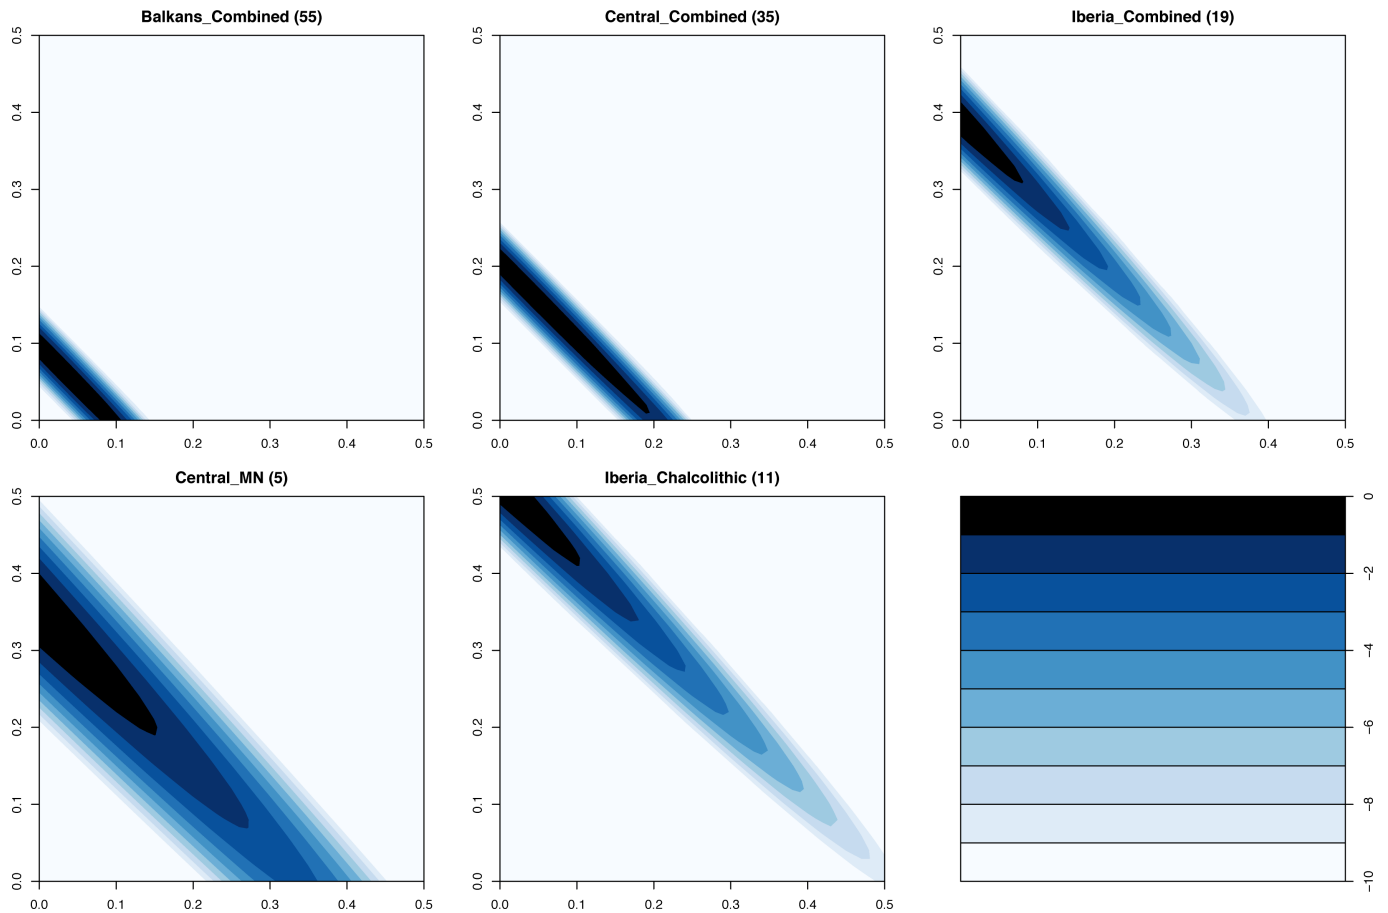 Balkans_Combined (55)
0.0 0.1 0.2 0.3 0.4 0.5
0.0 0.1 0.2 0.3 0.4 0.5
Central_Combined (35)
0.0 0.1 0.2 0.3 0.4 0.5
0.0 0.1 0.2 0.3 0.4 0.5
Iberia_Combined (19)
0.0 0.1 0.2 0.3 0.4 0.5
0.0 0.1 0.2 0.3 0.4 0.5
Central_MN (5)
0.0 0.1 0.2 0.3 0.4 0.5
0.0 0.1 0.2 0.3 0.4 0.5
Iberia_Chalcolithic (11)
0.0 0.1 0.2 0.3 0.4 0.5
0.0 0.1 0.2 0.3 0.4 0.5
−10 −8 −6 −4 −2 0